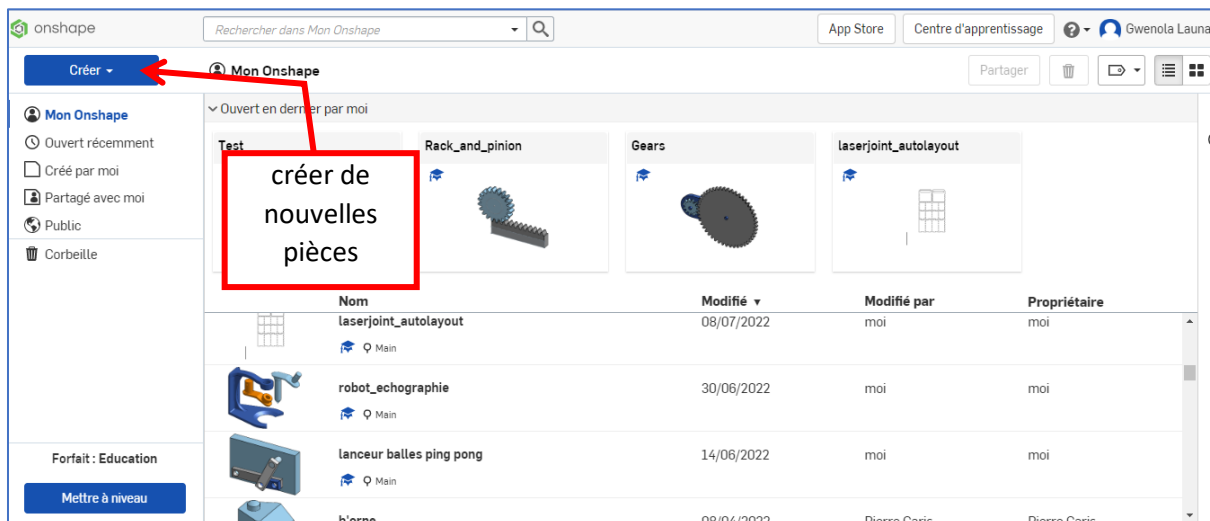 onshape
Rechercher dans Mon Onshape
App Store
Centre d'apprentissage
Gwenola Launa
Créer
Mon Onshape
Partager
Mon Onshape
Ouvert récemment
Créé par moi
Partagé avec moi
Public
Corbeille
Ouvert en dernier par moi
Test
Rack_and_pinion
Gears
laserjoint_autolayout
créer de
nouvelles
pièces
Nom Modifié Modifié par Propriétaire
laserjoint_autolayout 08/07/2022 moi moi
Main
robot_echographie 30/06/2022 moi moi
Main
lanceur balles ping pong 14/06/2022 moi moi
Main
Forfait : Education
Mettre à niveau